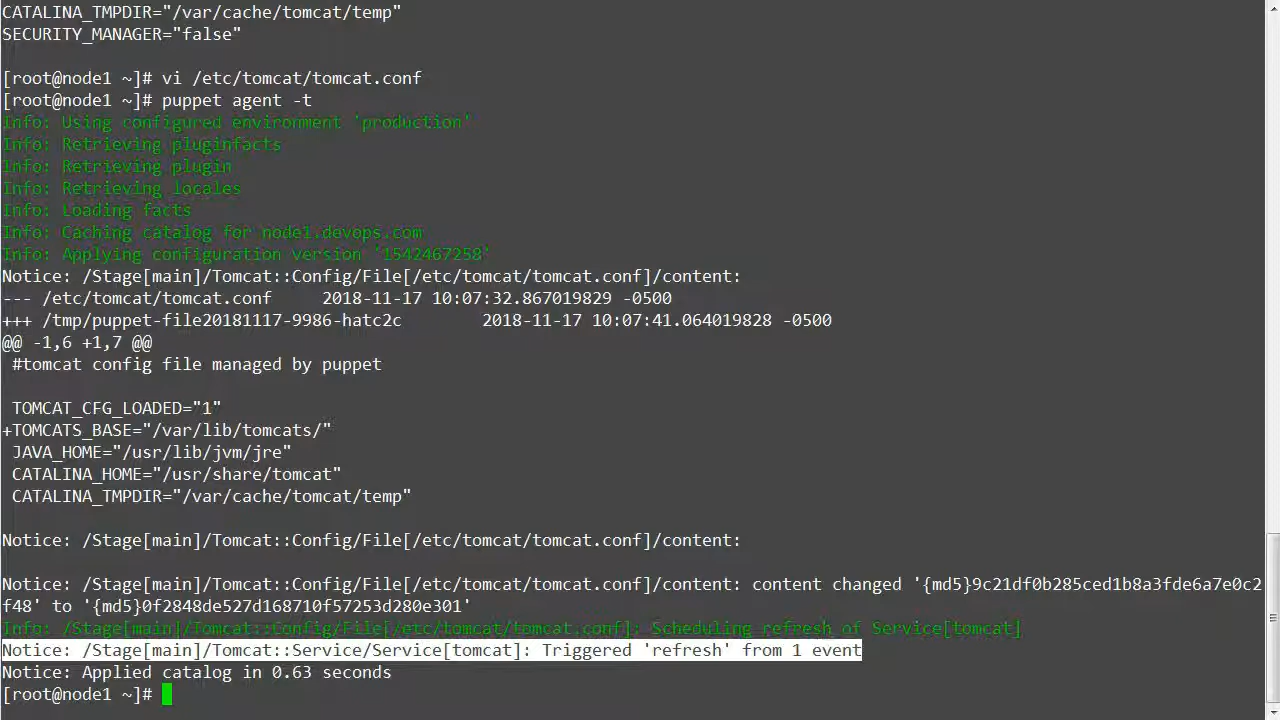 CATALINA_TMPDIR="/var/cache/tomcat/temp"
SECURITY_MANAGER="false"
[root@node1 ~]# vi /etc/tomcat/tomcat.conf
[root@node1 ~]# puppet agent -t
Info: Using configured environment 'production'
Info: Retrieving pluginfacts
Info: Retrieving plugin
Info: Retrieving locales
Info: Loading facts
Info: Caching catalog for node1.devops.com
Info: Applying configuration version '1542467258'
Notice: /Stage[main]/Tomcat::Config/File[/etc/tomcat/tomcat.conf]/content:
--- /etc/tomcat/tomcat.conf     2018-11-17 10:07:32.867019829 -0500
+++ /tmp/puppet-file20181117-9986-hatc2c        2018-11-17 10:07:41.064019828 -0500
@@ -1,6 +1,7 @@
 #tomcat config file managed by puppet
 TOMCAT_CFG_LOADED="1"
+TOMCATS_BASE="/var/lib/tomcats/"
 JAVA_HOME="/usr/lib/jvm/jre"
 CATALINA_HOME="/usr/share/tomcat"
 CATALINA_TMPDIR="/var/cache/tomcat/temp"
Notice: /Stage[main]/Tomcat::Config/File[/etc/tomcat/tomcat.conf]/content:
Notice: /Stage[main]/Tomcat::Config/File[/etc/tomcat/tomcat.conf]/content: content changed '{md5}9c21df0b285ced1b8a3fde6a7e0c2
f48' to '{md5}0f2848de527d168710f57253d280e301'
Info: /Stage[main]/Tomcat::Config/File[/etc/tomcat/tomcat.conf]: Scheduling refresh of Service[tomcat]
Notice: /Stage[main]/Tomcat::Service/Service[tomcat]: Triggered 'refresh' from 1 event
Notice: Applied catalog in 0.63 seconds
[root@node1 ~]#